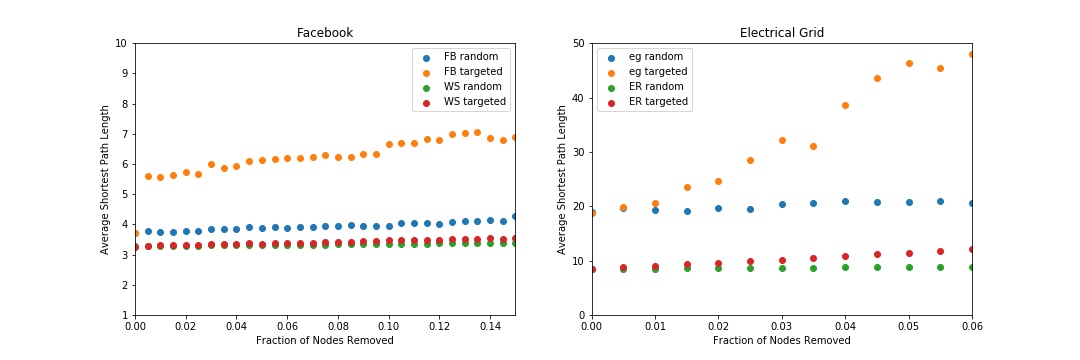 Facebook
10
9
8
7
6
5
4
3
2
1
Average Shortest Path Length
FB random
FB targeted
WS random
WS targeted
0.00 0.02 0.04 0.06 0.08 0.10 0.12 0.14
Fraction of Nodes Removed
Electrical Grid
50
40
30
20
10
0
Average Shortest Path Length
eg random
eg targeted
ER random
ER targeted
0.00 0.01 0.02 0.03 0.04 0.05 0.06
Fraction of Nodes Removed